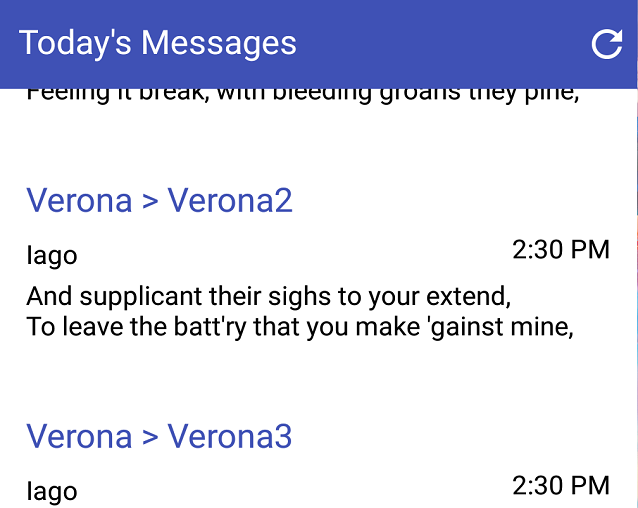 Today's Messages
Feeling it break, with bleeding groans they pine,
Verona > Verona2
Iago
2:30 PM
And supplicant their sighs to your extend,
To leave the batt'ry that you make 'gainst mine,
Verona > Verona3
Iago
2:30 PM